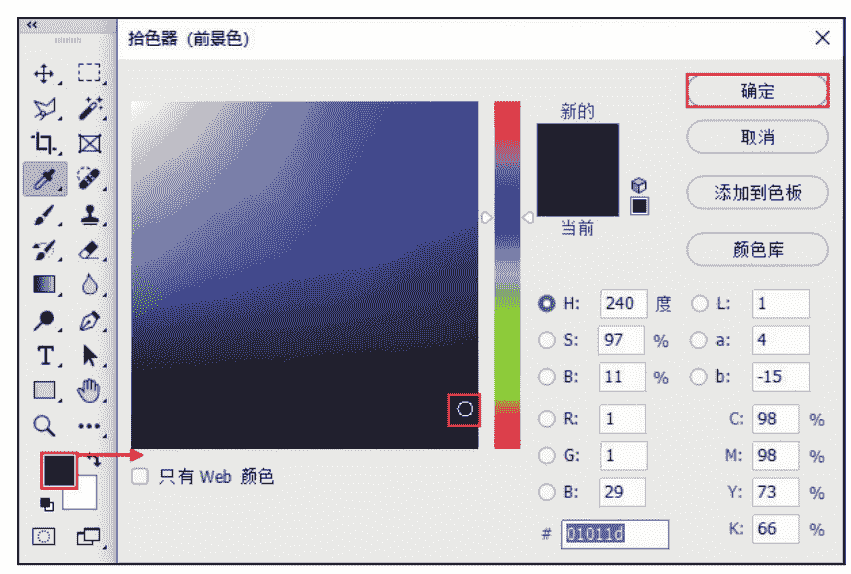 拾色器 (前景色)
确定
新的
取消
添加到色板
当前
颜色库
H: 240 度 L: 1
S: 97 % a: 4
B: 11 % b: -15
R: 1 C: 98 %
G: 1 M: 98 %
B: 29 Y: 73 %
# 01011d K: 66 %
只有 Web 颜色